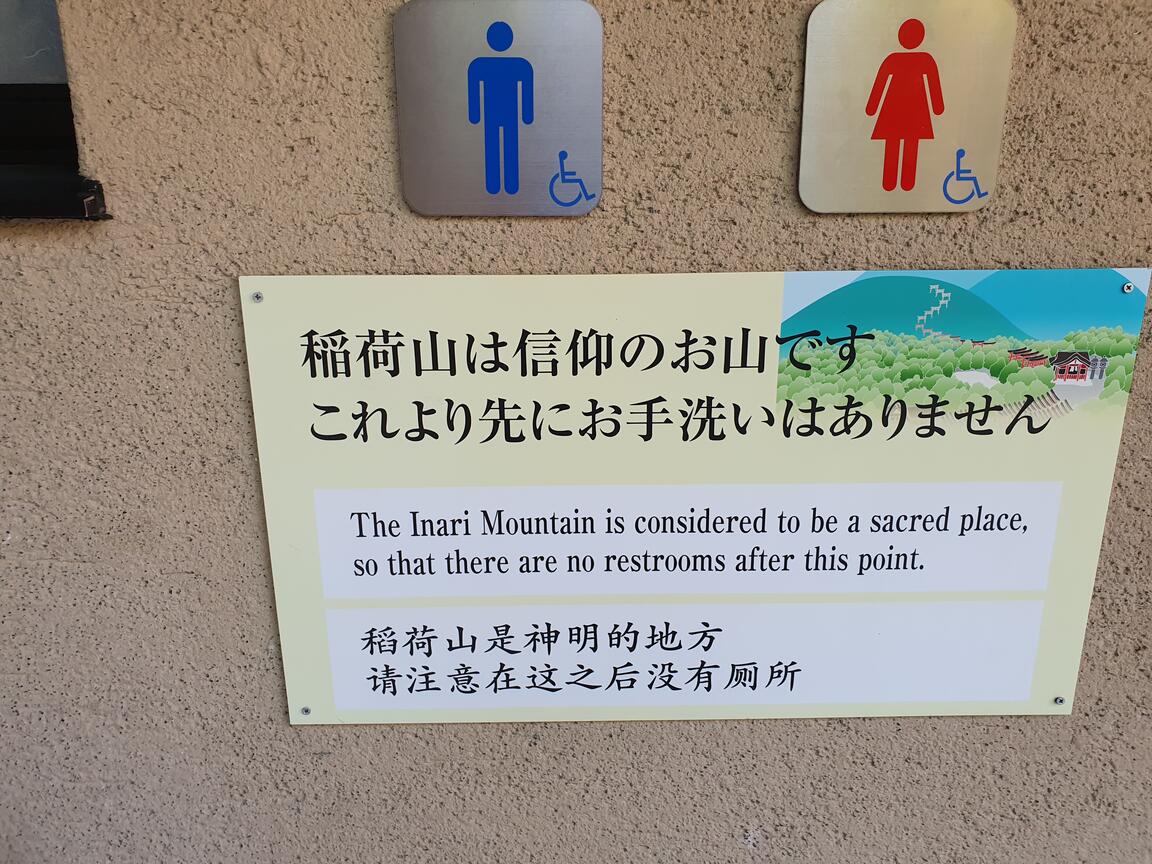 稲荷山は信仰のお山です
これより先にお手洗いはありません
The Inari Mountain is considered to be a sacred place,
so that there are no restrooms after this point.
稻荷山是神明的地方
请注意在这之后没有厕所